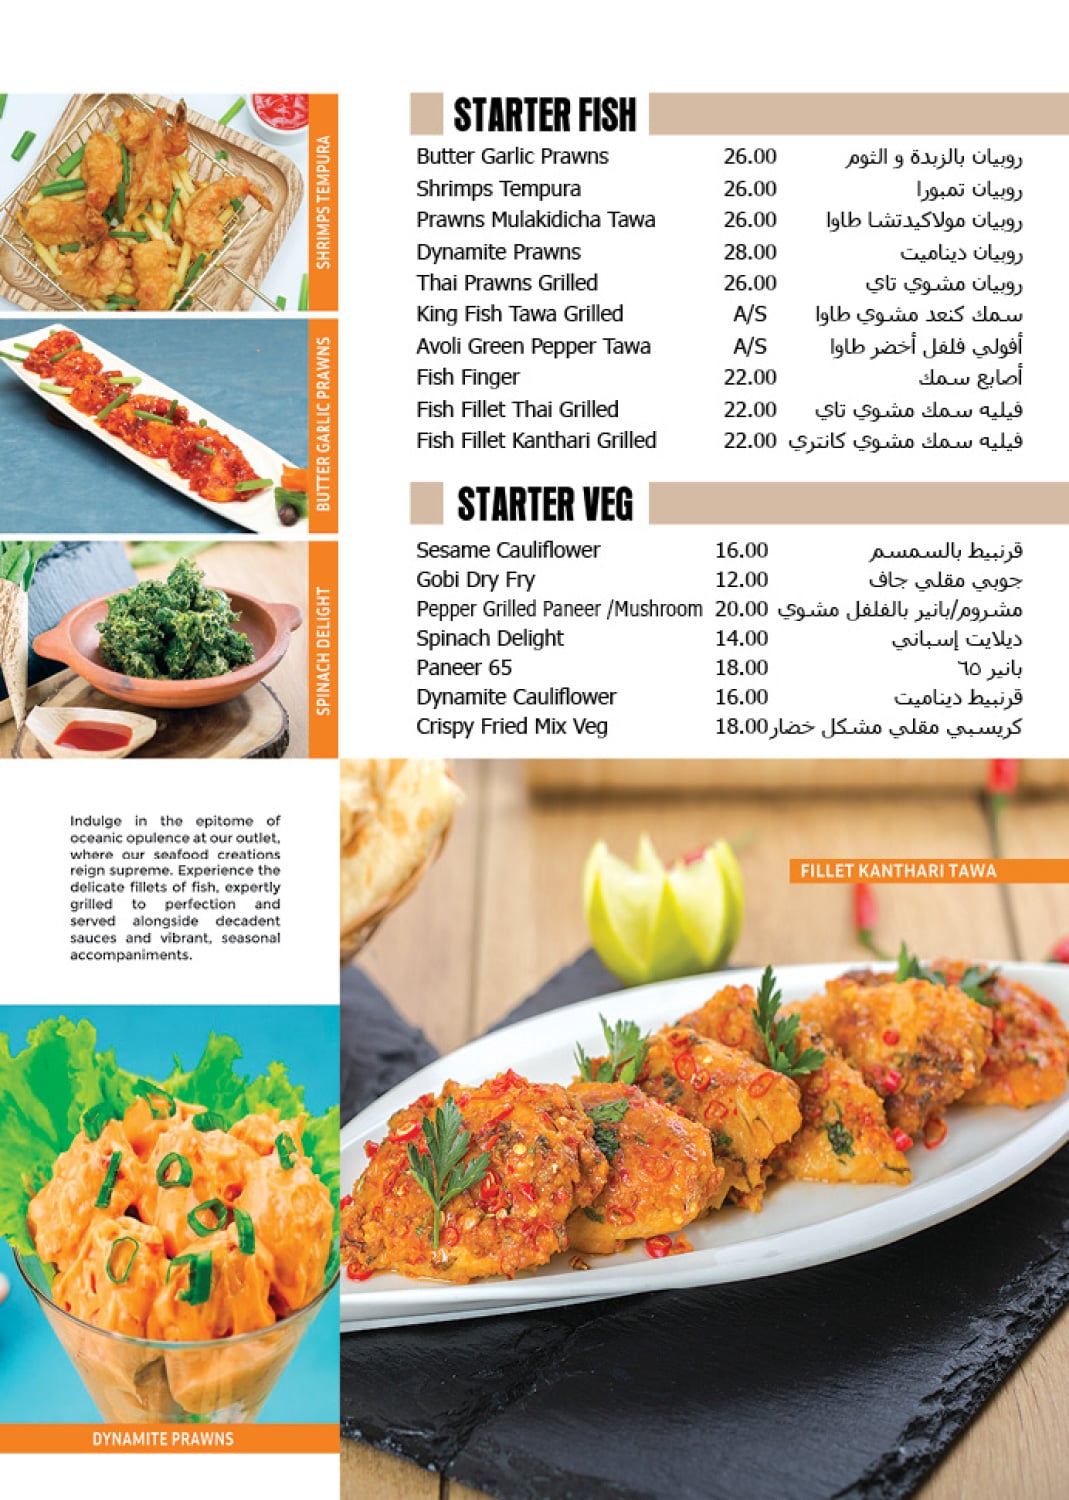 SHRIMPS TEMPURA
BUTTER GARLIC PRAWNS
SPINACH DELIGHT
STARTER FISH
Butter Garlic Prawns 26.00 روبيان بالزبدة و الثوم
Shrimps Tempura 26.00 روبيان تمبورا
Prawns Mulakidicha Tawa 26.00 روبيان مولاكيدتشا طاوا
Dynamite Prawns 28.00 روبيان ديناميت
Thai Prawns Grilled 26.00 روبيان مشوي تاي
King Fish Tawa Grilled A/S سمك كنعد مشوي طاوا
Avoli Green Pepper Tawa A/S أفولي فلفل أخضر طاوا
Fish Finger 22.00 أصابع سمك
Fish Fillet Thai Grilled 22.00 فيليه سمك مشوي تاي
Fish Fillet Kanthari Grilled 22.00 فيليه سمك مشوي كانتري
STARTER VEG
Sesame Cauliflower 16.00 قرنبيط بالسمسم
Gobi Dry Fry 12.00 جوبي مقلي جاف
Pepper Grilled Paneer /Mushroom 20.00 مشروم/بانير بالفلفل مشوي
Spinach Delight 14.00 ديلايت إسباني
Paneer 65 18.00 بانير ٦٥
Dynamite Cauliflower 16.00 قرنبيط ديناميت
Crispy Fried Mix Veg 18.00 كريسبي مقلي مشكل خضار
Indulge in the epitome of
oceanic opulence at our outlet,
where our seafood creations
reign supreme. Experience the
delicate fillets of fish, expertly
grilled to perfection and
served alongside decadent
sauces and vibrant, seasonal
accompaniments.
FILLET KANTHARI TAWA
DYNAMITE PRAWNS